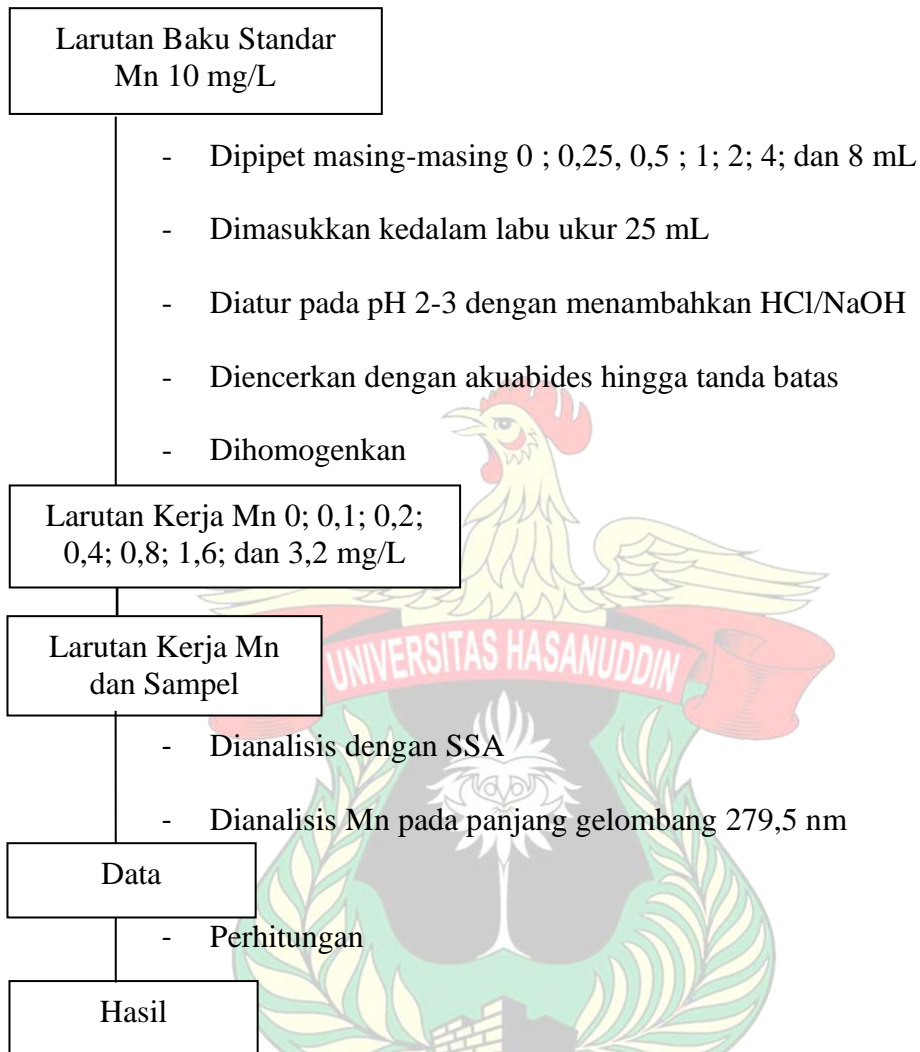 Larutan Baku Standar
Mn 10 mg/L
- Dipipet masing-masing 0 ; 0,25, 0,5 ; 1; 2; 4; dan 8 mL
- Dimasukkan kedalam labu ukur 25 mL
- Diatur pada pH 2-3 dengan menambahkan HCl/NaOH
- Diencerkan dengan akuabides hingga tanda batas
- Dihomogenkan
Larutan Kerja Mn 0; 0,1; 0,2;
0,4; 0,8; 1,6; dan 3,2 mg/L
Larutan Kerja Mn
dan Sampel
UNIVERSITAS HASANUDDIN
- Dianalisis dengan SSA
- Dianalisis Mn pada panjang gelombang 279,5 nm
Data
- Perhitungan
Hasil